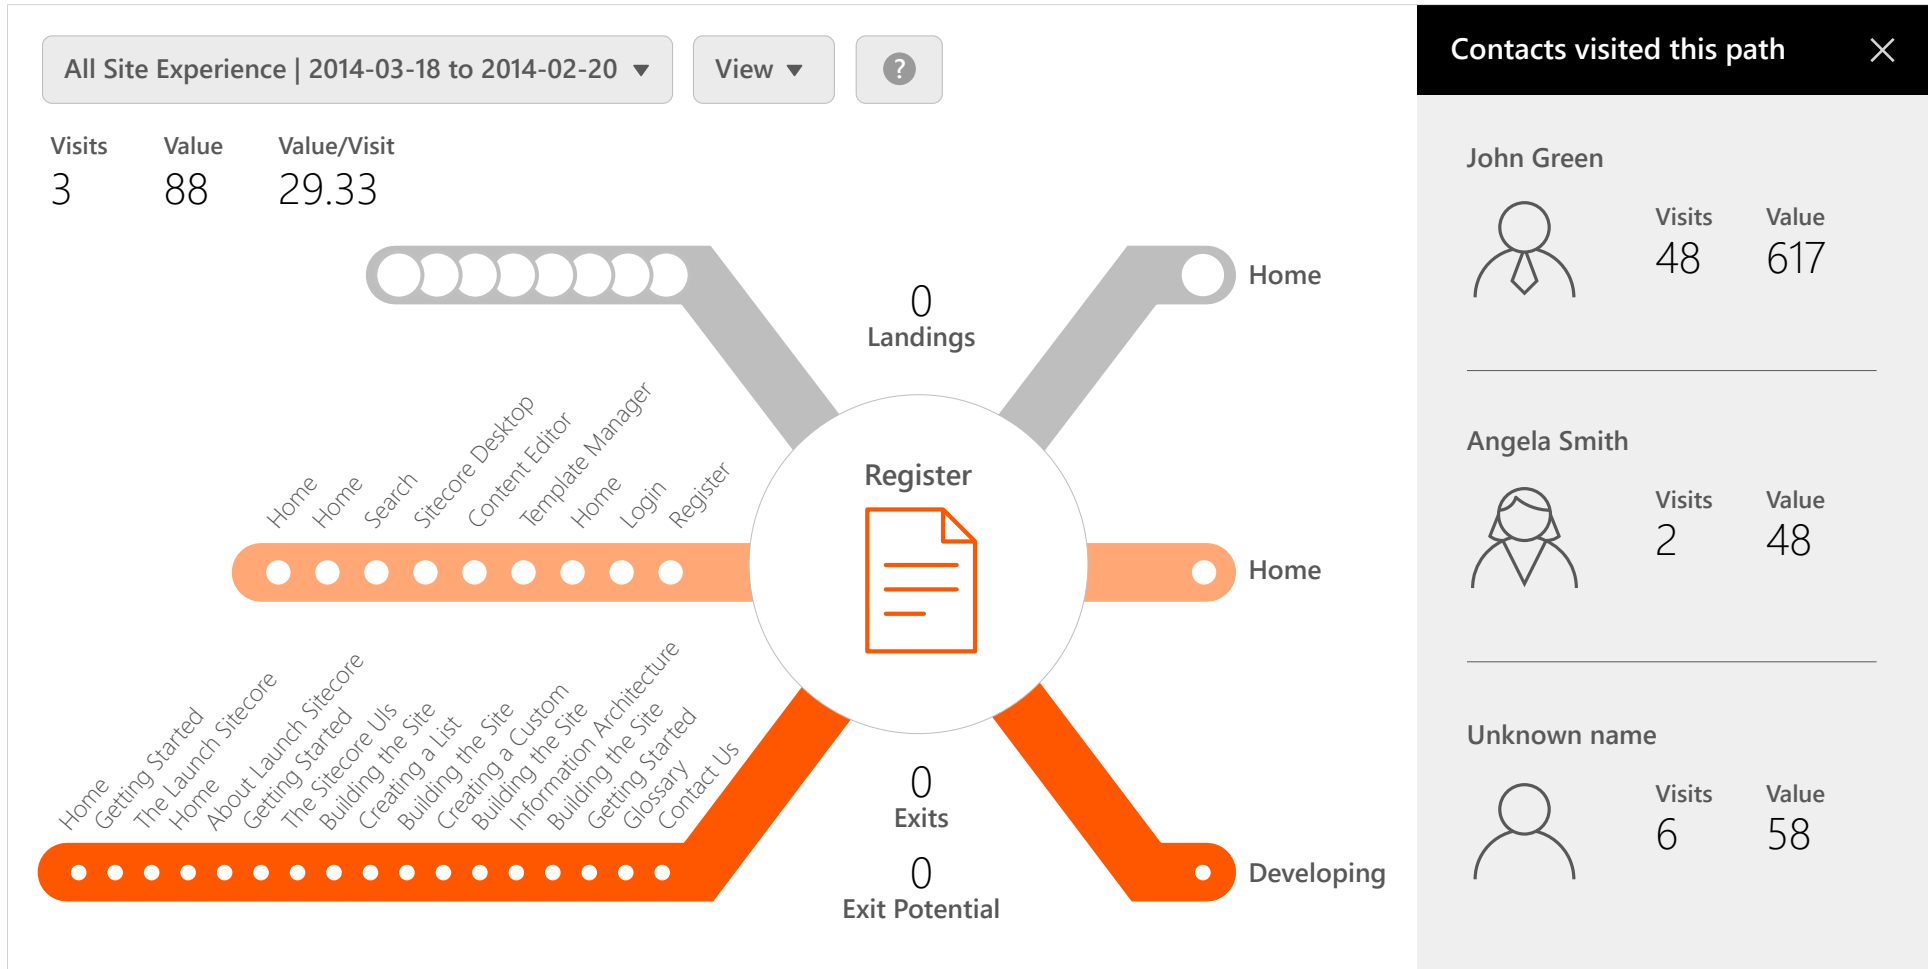 All Site Experience | 2014-03-18 to 2014-02-20
View
?
Visits
Value
Value/Visit
3
88
29.33
0
Landings
Home
Home
Home
Search
Sitecore Desktop
Content Editor
Template Manager
Home
Login
Register
Register
Home
Home
Getting Started
The Launch Sitecore
Home
About Launch Sitecore
Getting Started
The Sitecore UIs
Building the Site
Creating a List
Building the Site
Creating a Custom
Building the Site
Information Architecture
Building the Site
Getting Started
Glossary
Contact Us
0
Exits
0
Exit Potential
Developing
Contacts visited this path
John Green
Visits
Value
48
617
Angela Smith
Visits
Value
2
48
Unknown name
Visits
Value
6
58